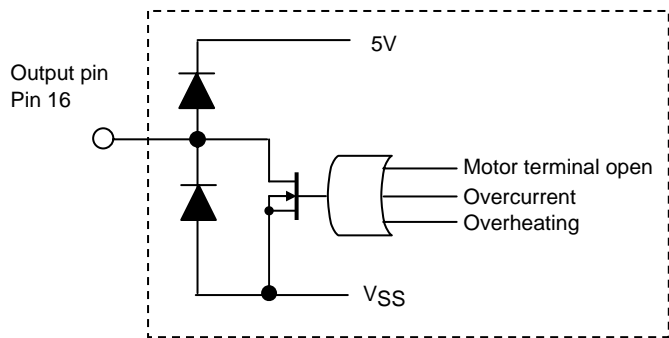 5V
Output pin
Pin 16
Motor terminal open
Overcurrent
Overheating
VSS